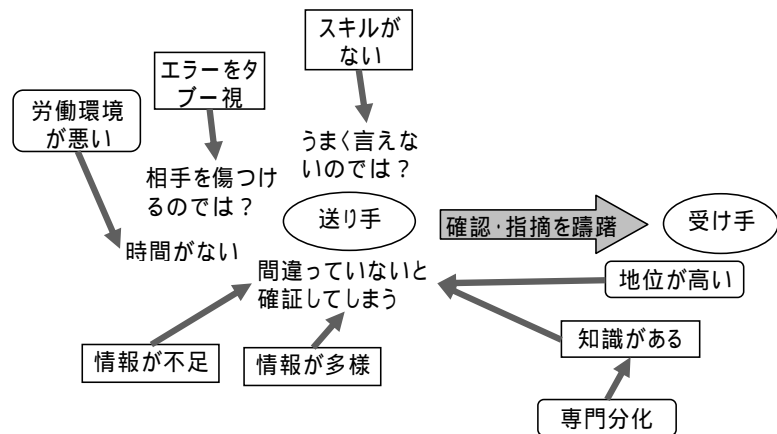 スキルが
ない
エラーをタ
ブー視
労働環境
が悪い
うまく言えな
いのでは？
相手を傷つけ
るのでは？
送り手
確認・指摘を躊躇
受け手
時間がない
間違っていないと
確証してしまう
地位が高い
情報が不足
情報が多様
知識がある
専門分化